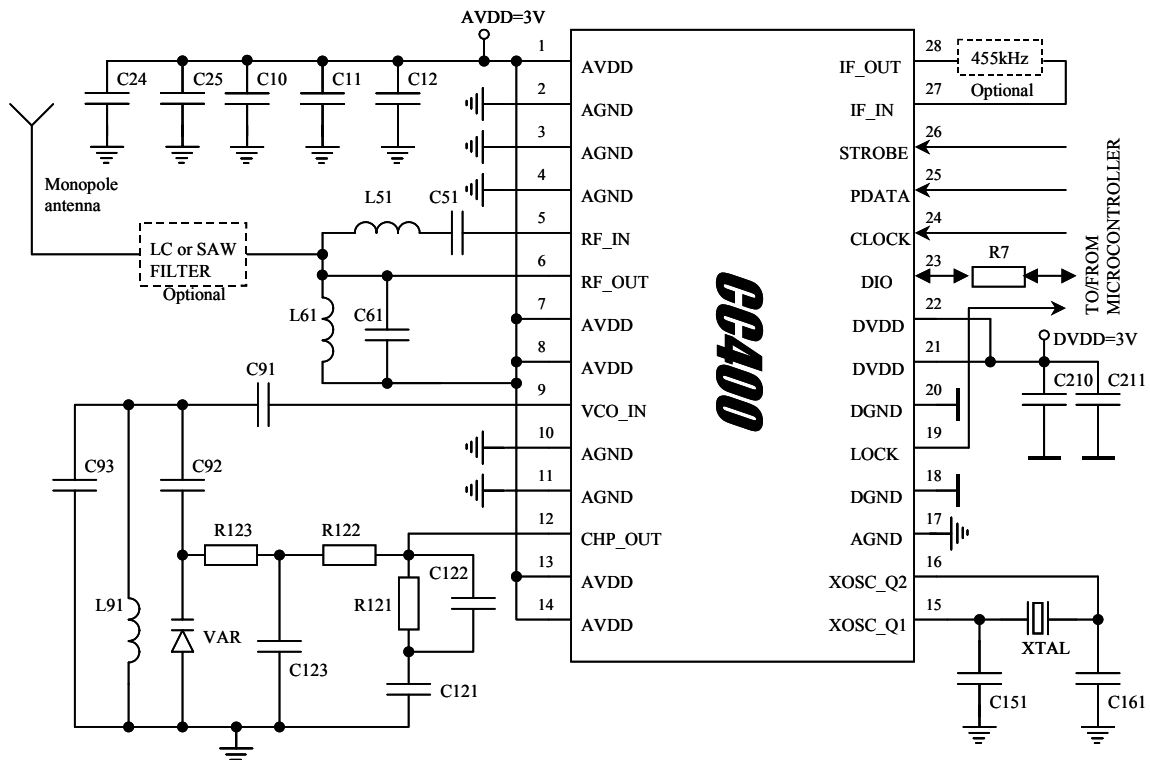 AVDD=3V
C24
C25
C10
C11
C12
Monopole
antenna
LC or SAW
FILTER
Optional
L51
C51
L61
C61
C91
C93
C92
R123
R122
C122
R121
L91
VAR
C123
C121
1
AVDD
2
AGND
3
AGND
4
AGND
5
RF_IN
6
RF_OUT
7
AVDD
8
AVDD
9
VCO_IN
10
AGND
11
AGND
12
CHP_OUT
13
AVDD
14
AVDD
CC400
28
IF_OUT
27
IF_IN
26
STROBE
25
PDATA
24
CLOCK
23
DIO
22
DVDD
21
DVDD
20
DGND
19
LOCK
18
DGND
17
AGND
16
XOSC_Q2
15
XOSC_Q1
455kHz
Optional
R7
TO/FROM
MICROCONTROLLER
DVDD=3V
C210
C211
XTAL
C151
C161